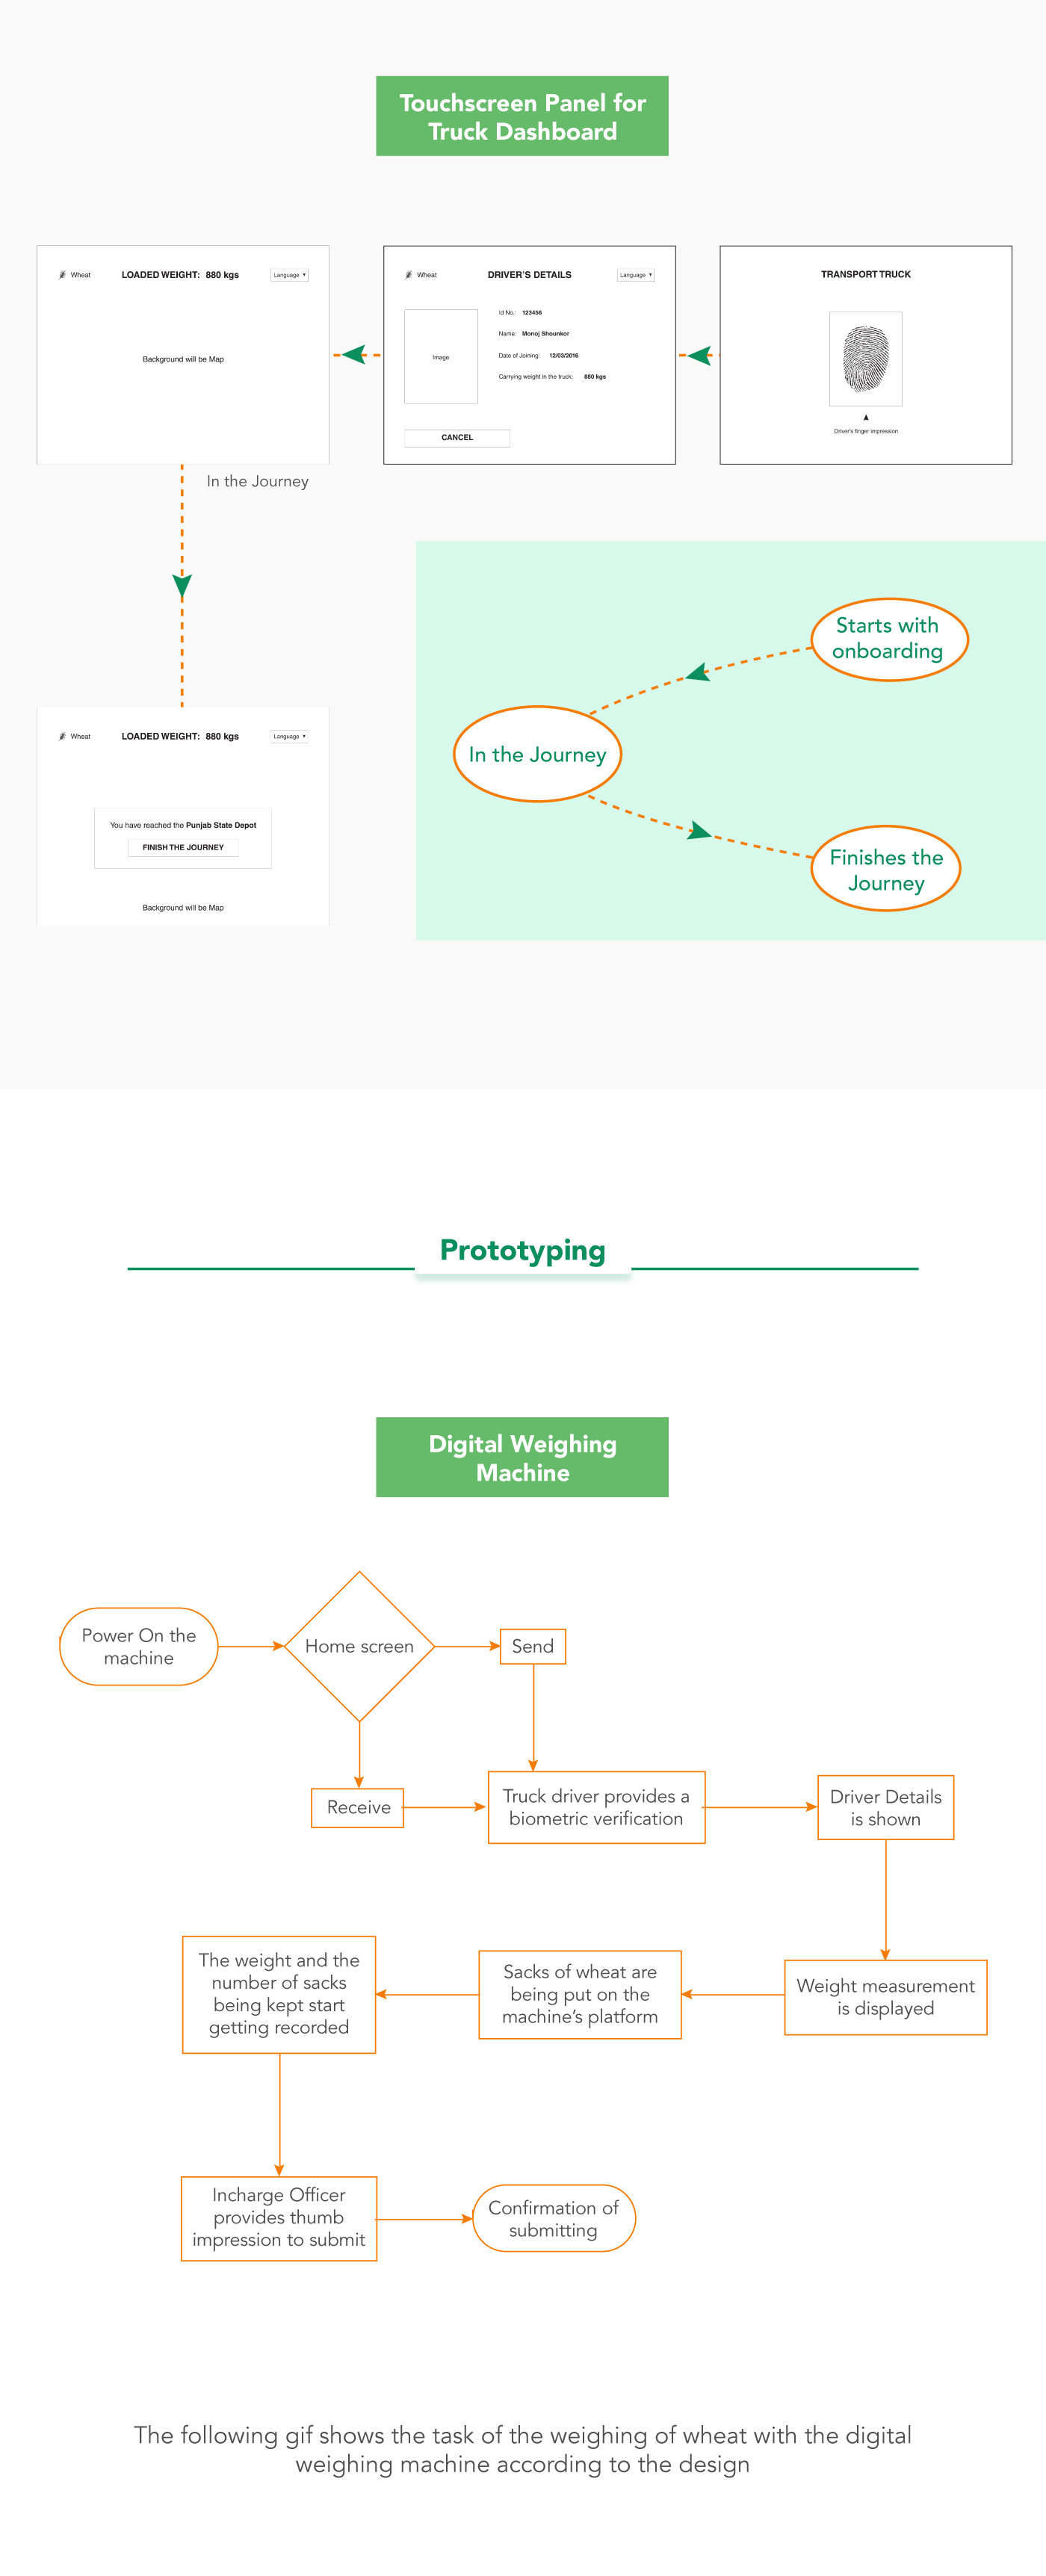 Touchscreen Panel for
Truck Dashboard
Wheat
LOADED WEIGHT: 880 kgs
Language
Background will be Map
Wheat
DRIVER'S DETAILS
Language
Image
Id No.: 123456
Name: Monoj Shounkor
Date of Joining: 12/03/2016
Carrying weight in the truck: 880 kgs
CANCEL
TRANSPORT TRUCK
Driver's finger impression
In the Journey
Starts with
onboarding
In the Journey
Finishes the
Journey
Wheat
LOADED WEIGHT: 880 kgs
Language
You have reached the Punjab State Depot
FINISH THE JOURNEY
Background will be Map
Prototyping
Digital Weighing
Machine
Power On the
machine
Home screen
Send
Receive
Truck driver provides a
biometric verification
Driver Details
is shown
Weight measurement
is displayed
Sacks of wheat are
being put on the
machine's platform
The weight and the
number of sacks
being kept start
getting recorded
Incharge Officer
provides thumb
impression to submit
Confirmation of
submitting
The following gif shows the task of the weighing of wheat with the digital
weighing machine according to the design